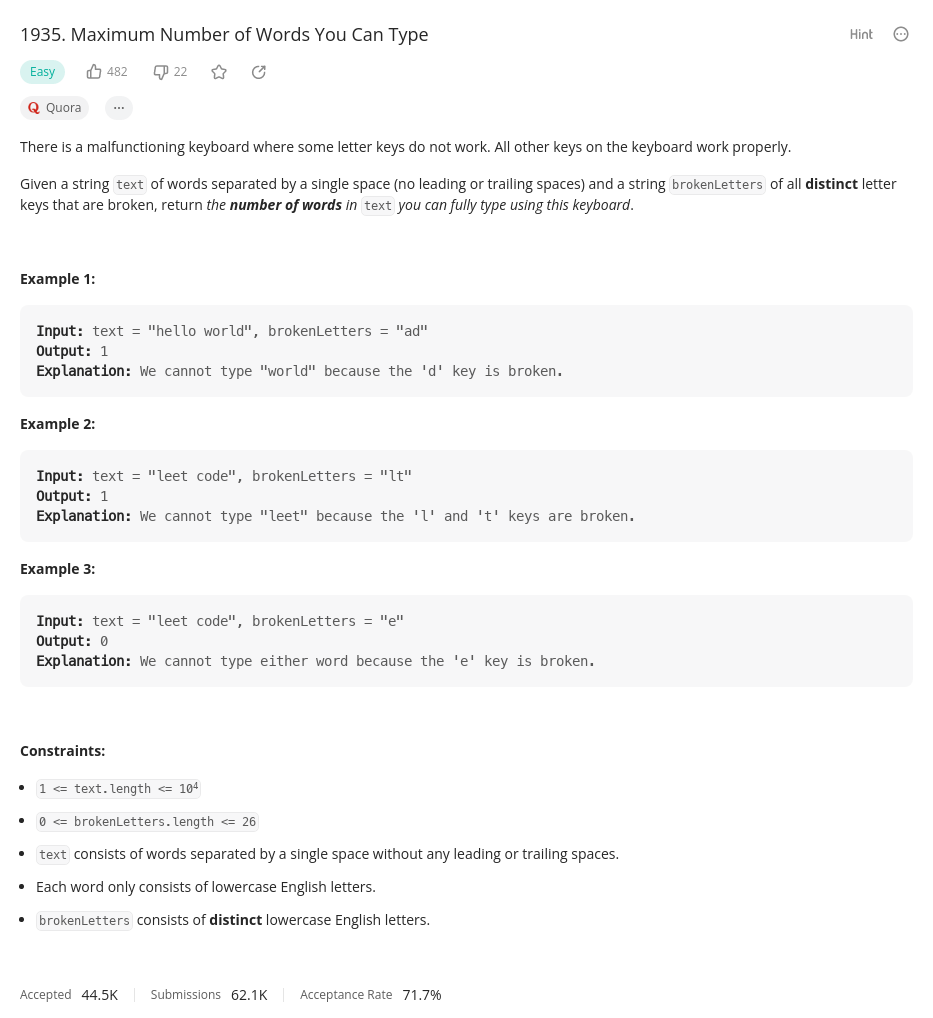 1935. Maximum Number of Words You Can Type
Hint
Easy 482 22
Quora ...
There is a malfunctioning keyboard where some letter keys do not work. All other keys on the keyboard work properly.
Given a string text of words separated by a single space (no leading or trailing spaces) and a string brokenLetters of all distinct letter
keys that are broken, return the number of words in text you can fully type using this keyboard.
Example 1:
Input: text = "hello world", brokenLetters = "ad"
Output: 1
Explanation: We cannot type "world" because the 'd' key is broken.
Example 2:
Input: text = "leet code", brokenLetters = "lt"
Output: 1
Explanation: We cannot type "leet" because the 'l' and 't' keys are broken.
Example 3:
Input: text = "leet code", brokenLetters = "e"
Output: 0
Explanation: We cannot type either word because the 'e' key is broken.
Constraints:
• 1 <= text.length <= 10⁴
• 0 <= brokenLetters.length <= 26
• text consists of words separated by a single space without any leading or trailing spaces.
• Each word only consists of lowercase English letters.
• brokenLetters consists of distinct lowercase English letters.
Accepted 44.5K Submissions 62.1K Acceptance Rate 71.7%